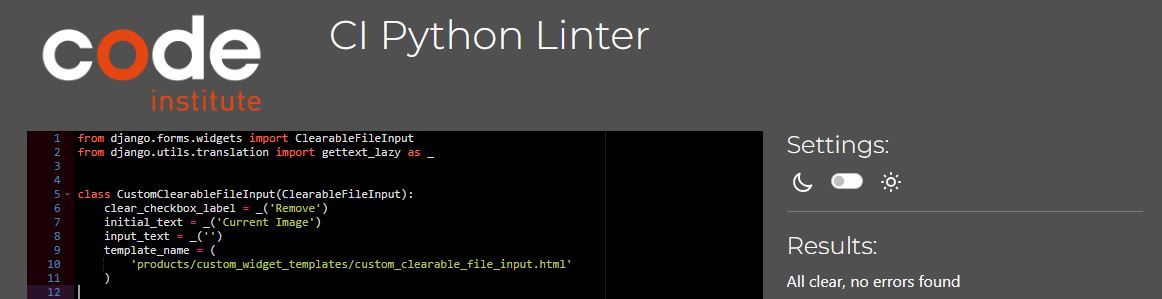 code
institute
CI Python Linter
1 from django.forms.widgets import ClearableFileInput
2 from django.utils.translation import gettext_lazy as _
3
4
5 class CustomClearableFileInput(ClearableFileInput):
6     clear_checkbox_label = _('Remove')
7     initial_text = _('Current Image')
8     input_text = _('')
9     template_name = (
10         'products/custom_widget_templates/custom_clearable_file_input.html'
11     )
12
Settings:
Results:
All clear, no errors found